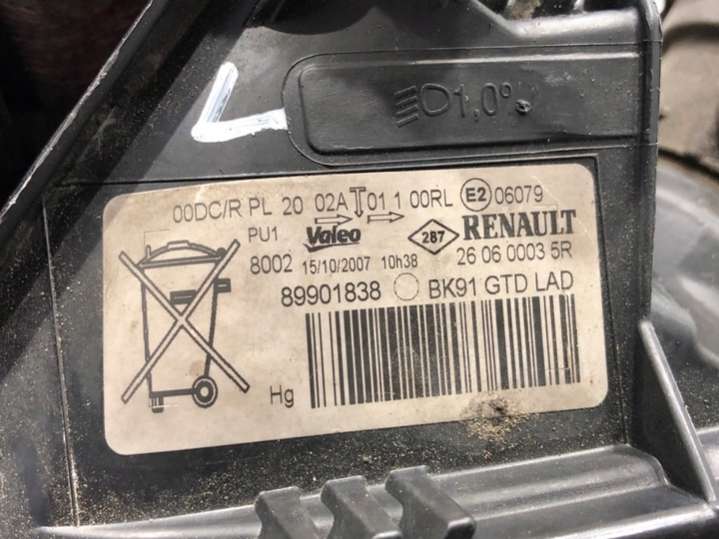 1,0%
00DC/R PL 20 02A 01 1 00RL E2 06079
PU1 Valeo 287 RENAULT
8002 15/10/2007 10h38 26 06 0003 5R
89901838 BK91 GTD LAD
Hg